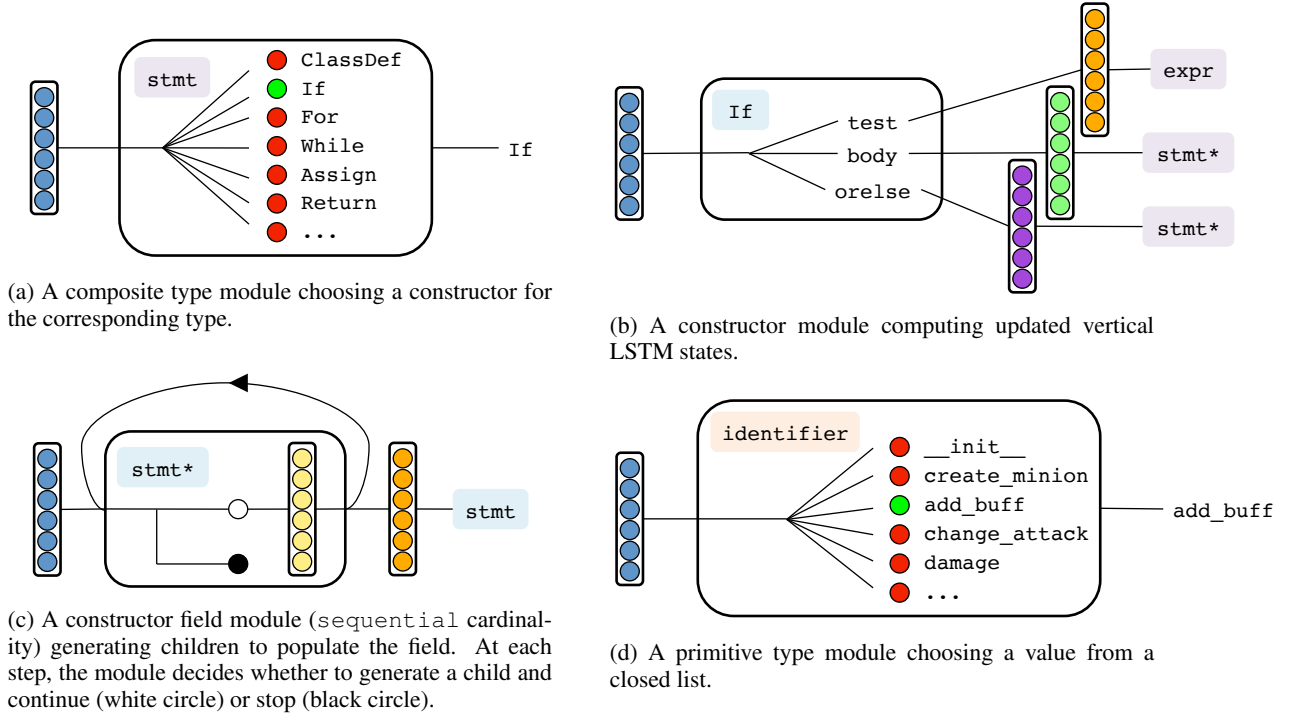 stmt
ClassDef
If
For
While
Assign
Return
...
If
(a) A composite type module choosing a constructor for
the corresponding type.
If
test
body
orelse
expr
stmt*
stmt*
(b) A constructor module computing updated vertical
LSTM states.
stmt*
stmt
(c) A constructor field module (sequential cardinal-
ity) generating children to populate the field. At each
step, the module decides whether to generate a child and
continue (white circle) or stop (black circle).
identifier
__init__
create_minion
add_buff
change_attack
damage
...
add_buff
(d) A primitive type module choosing a value from a
closed list.